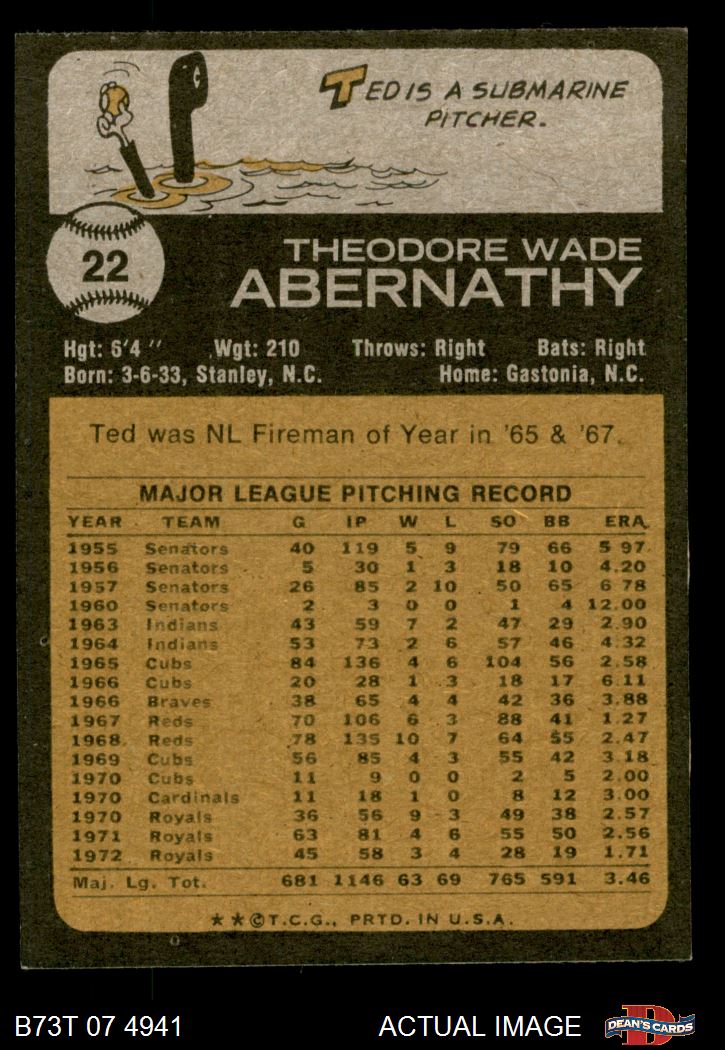 TED IS A SUBMARINE
PITCHER.
22
THEODORE WADE
ABERNATHY
Hgt: 6'4" Wgt: 210 Throws: Right Bats: Right
Born: 3-6-33, Stanley, N.C. Home: Gastonia, N.C.
Ted was NL Fireman of Year in '65 & '67.
MAJOR LEAGUE PITCHING RECORD
YEAR TEAM G IP W L SO BB ERA
1955 Senators 40 119 5 9 79 66 5.97
1956 Senators 5 30 1 3 18 10 4.20
1957 Senators 26 85 2 10 50 65 6.78
1960 Senators 2 3 0 0 1 4 12.00
1963 Indians 43 59 7 2 47 29 2.90
1964 Indians 53 73 2 6 57 46 4.32
1965 Cubs 84 136 4 6 104 56 2.58
1966 Cubs 20 28 1 3 18 17 6.11
1966 Braves 38 65 4 4 42 36 3.88
1967 Reds 70 106 6 3 88 41 1.27
1968 Reds 78 135 10 7 64 55 2.47
1969 Cubs 56 85 4 3 55 42 3.18
1970 Cubs 11 9 0 0 2 5 2.00
1970 Cardinals 11 18 1 0 8 12 3.00
1970 Royals 36 56 9 3 49 38 2.57
1971 Royals 63 81 4 6 55 50 2.56
1972 Royals 45 58 3 4 28 19 1.71
Maj. Lg. Tot. 681 1146 63 69 765 591 3.46
★★©T.C.G., PRTD. IN U.S.A.
B73T 07 4941 ACTUAL IMAGE DEAN'S CARDS